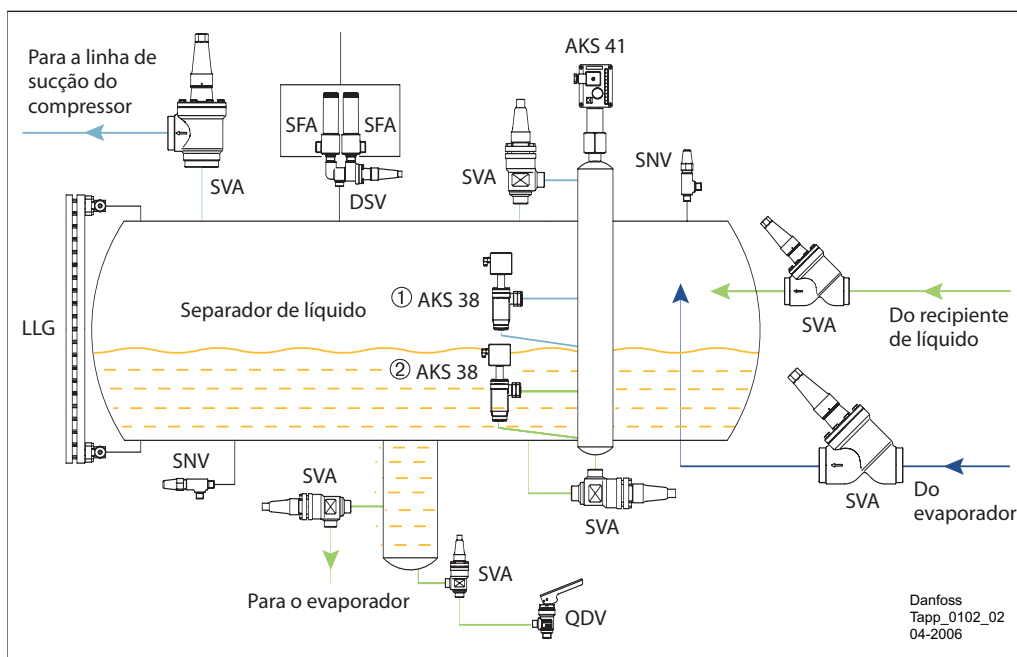 Para a linha de
sucção do
compressor
AKS 41
SFA
SFA
SNV
SVA
SVA
DSV
① AKS 38
Separador de líquido
LLG
SVA
Do recipiente
de líquido
② AKS 38
SNV
SVA
SVA
SVA
Do
evaporador
SVA
Para o evaporador
QDV
Danfoss
Tapp_0102_02
04-2006